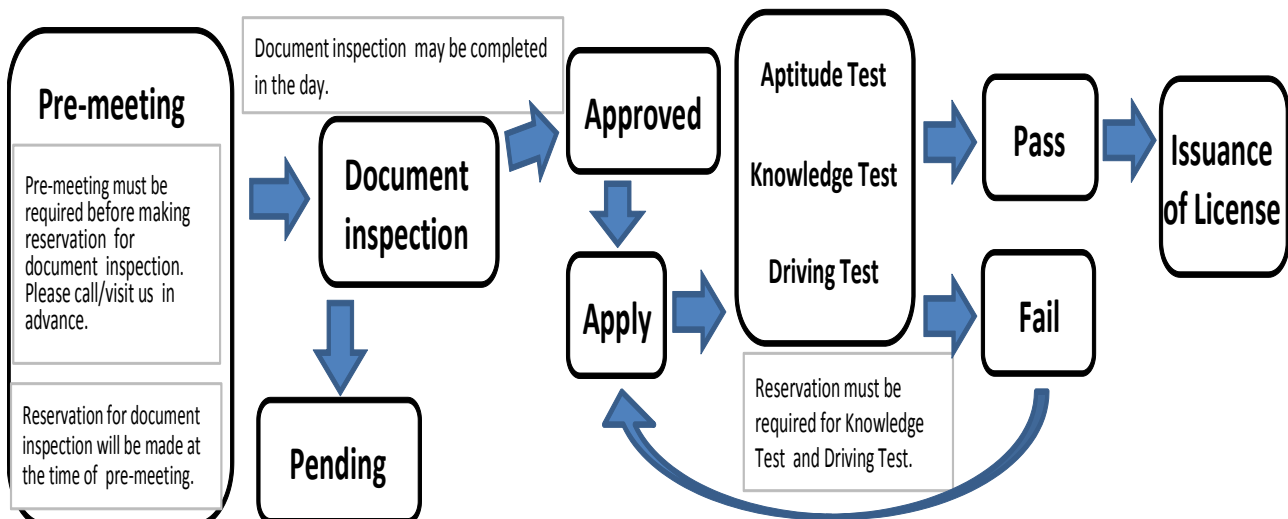 Pre-meeting
Pre-meeting must be
required before making
reservation for
document inspection.
Please call/visit us in
advance.
Reservation for document
inspection will be made at
the time of pre-meeting.
Document inspection may be completed
in the day.
Document
inspection
Pending
Approved
Apply
Aptitude Test
Knowledge Test
Driving Test
Reservation must be
required for Knowledge
Test and Driving Test.
Pass
Fail
Issuance
of License